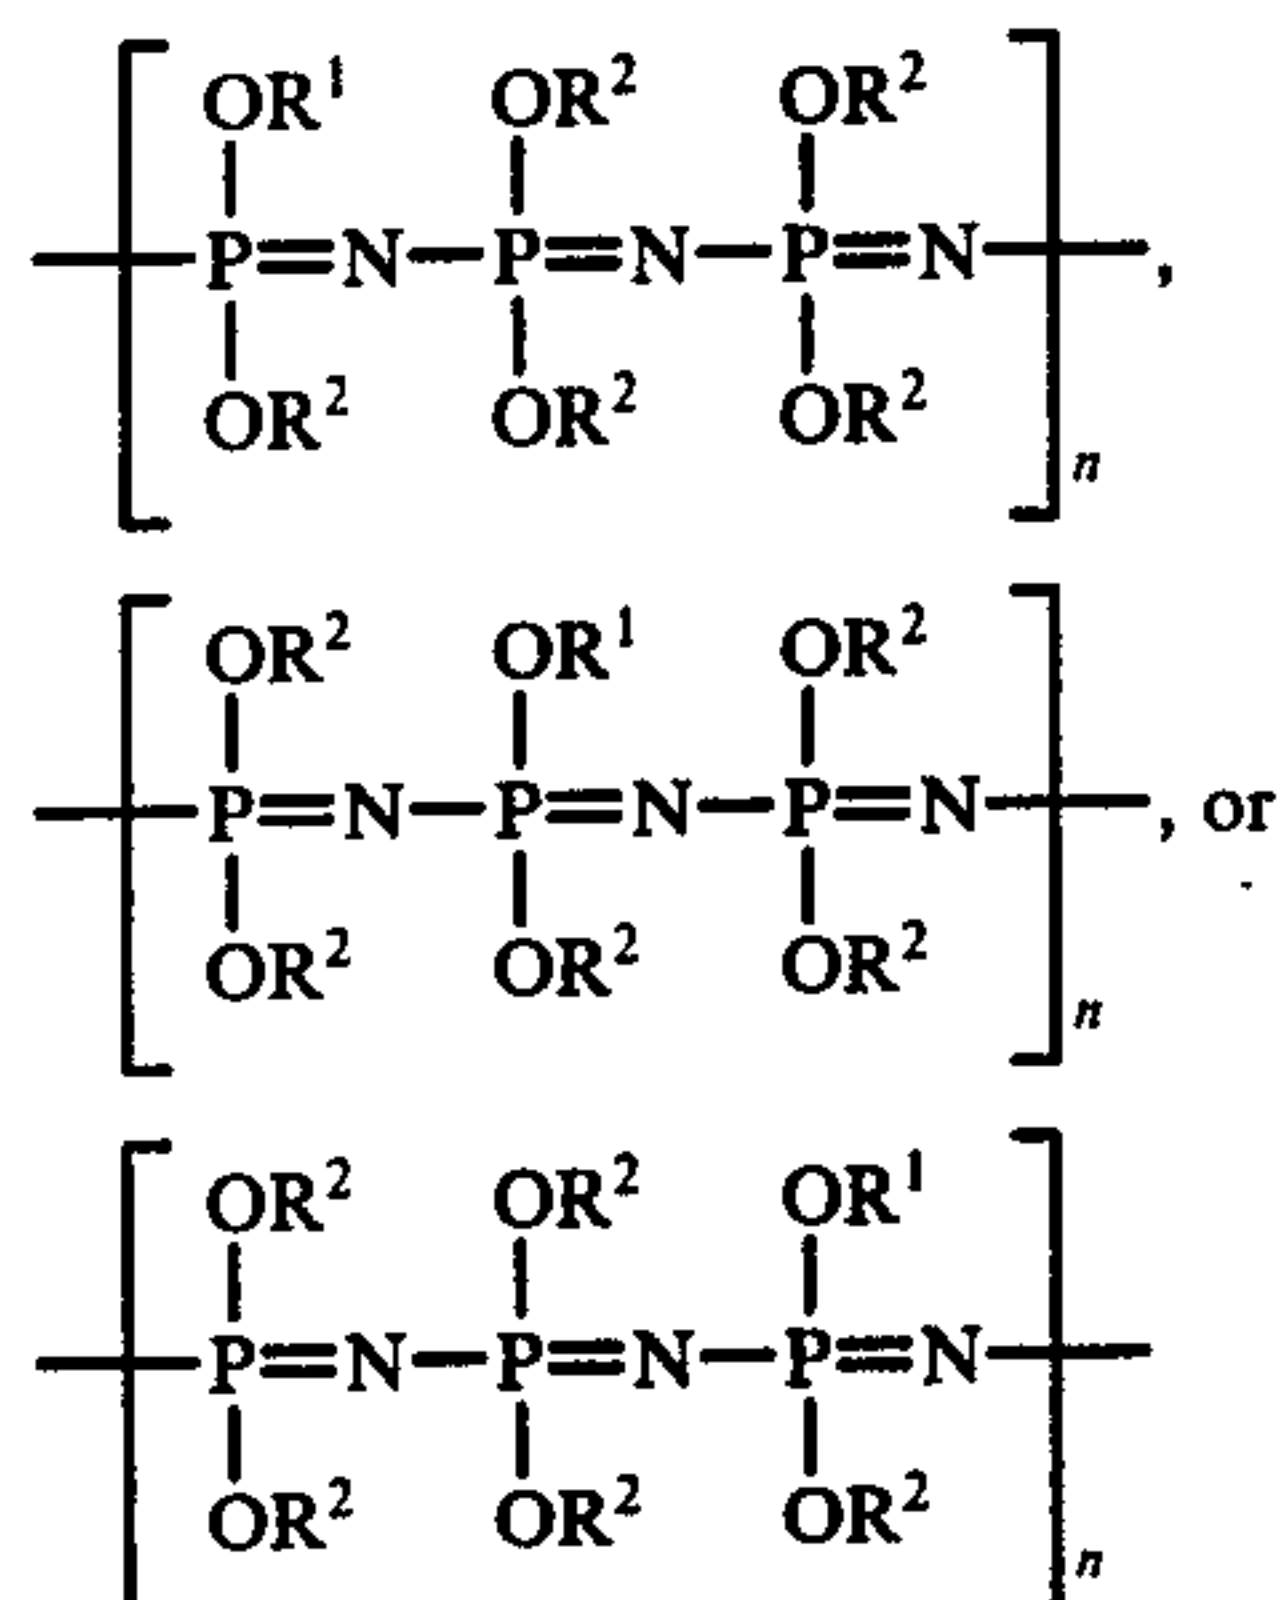 OR¹ OR² OR²
P=N—P=N—P=N ,
OR² OR² OR²
n
OR² OR¹ OR²
P=N—P=N—P=N , or
OR² OR² OR²
n
OR² OR² OR¹
P=N—P=N—P=N
OR² OR² OR²
n